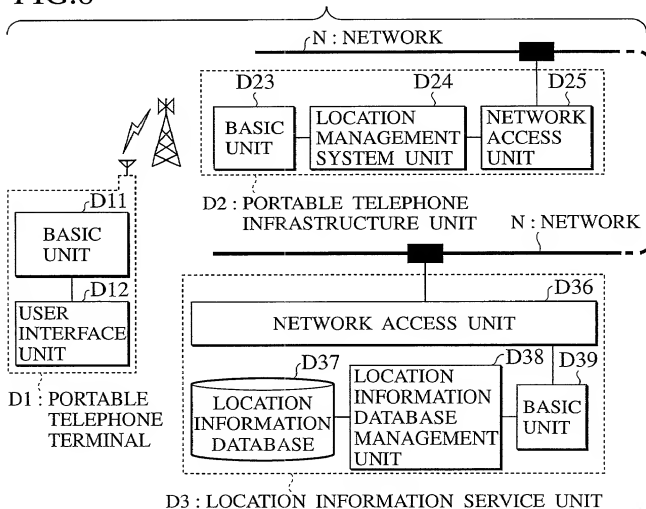 N : NETWORK
D23
D24
D25
BASIC
UNIT
LOCATION
MANAGEMENT
SYSTEM UNIT
NETWORK
ACCESS
UNIT
D2 : PORTABLE TELEPHONE
INFRASTRUCTURE UNIT
D11
BASIC
UNIT
D12
USER
INTERFACE
UNIT
D1 : PORTABLE
TELEPHONE
TERMINAL
N : NETWORK
D36
NETWORK ACCESS UNIT
D37
LOCATION
INFORMATION
DATABASE
D38
LOCATION
INFORMATION
DATABASE
MANAGEMENT
UNIT
D39
BASIC
UNIT
D3 : LOCATION INFORMATION SERVICE UNIT